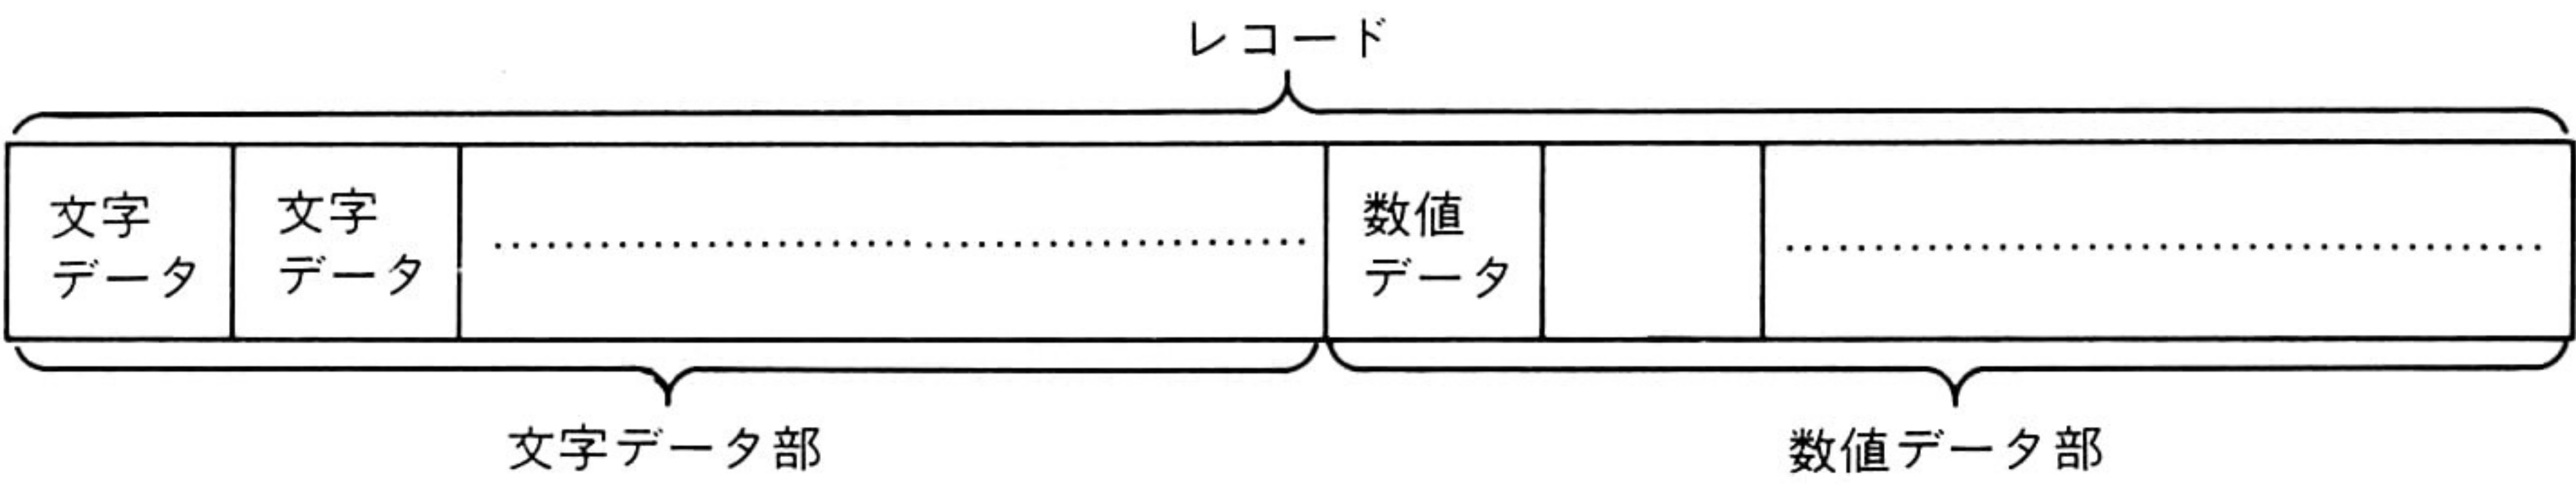 レコード
文字
データ
文字
データ
数値
データ
文字データ部
数値データ部